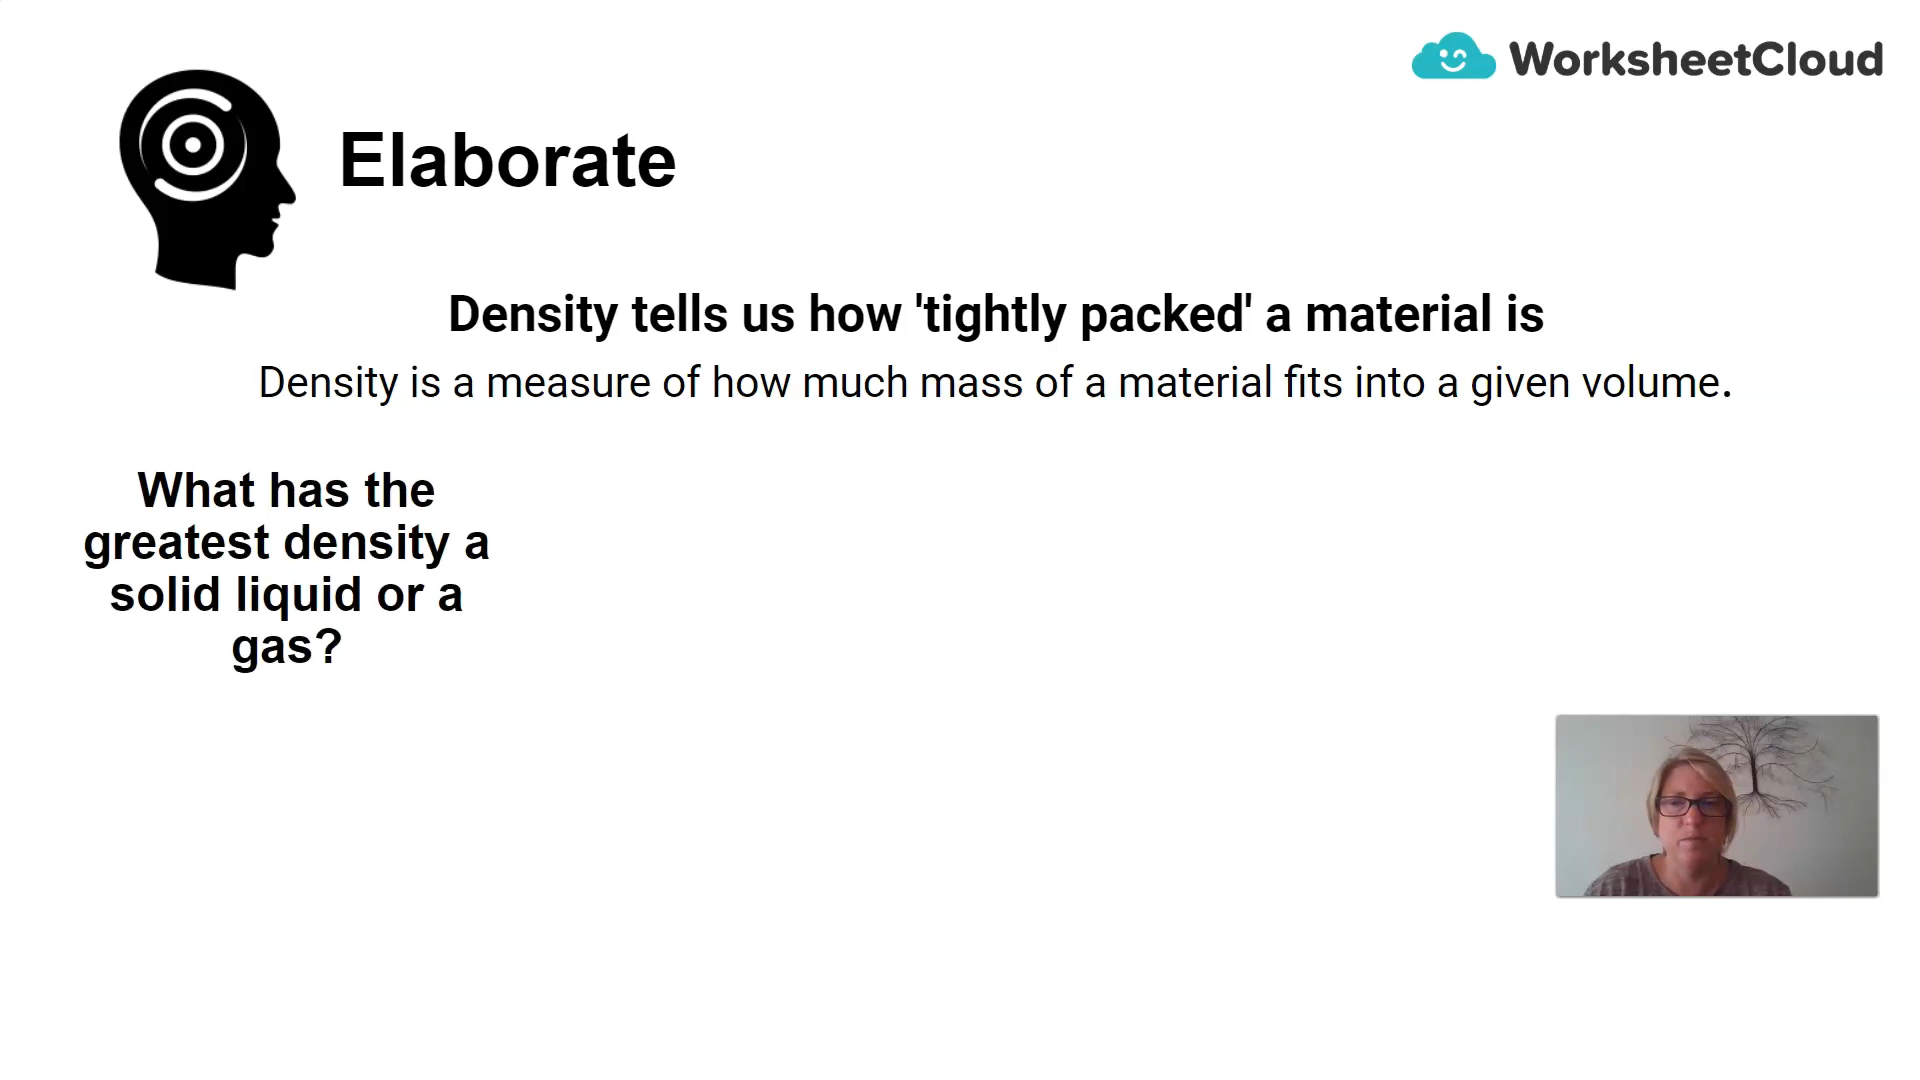 WorksheetCloud
Elaborate
Density tells us how 'tightly packed' a material is
Density is a measure of how much mass of a material fits into a given volume.
What has the
greatest density a
solid liquid or a
gas?